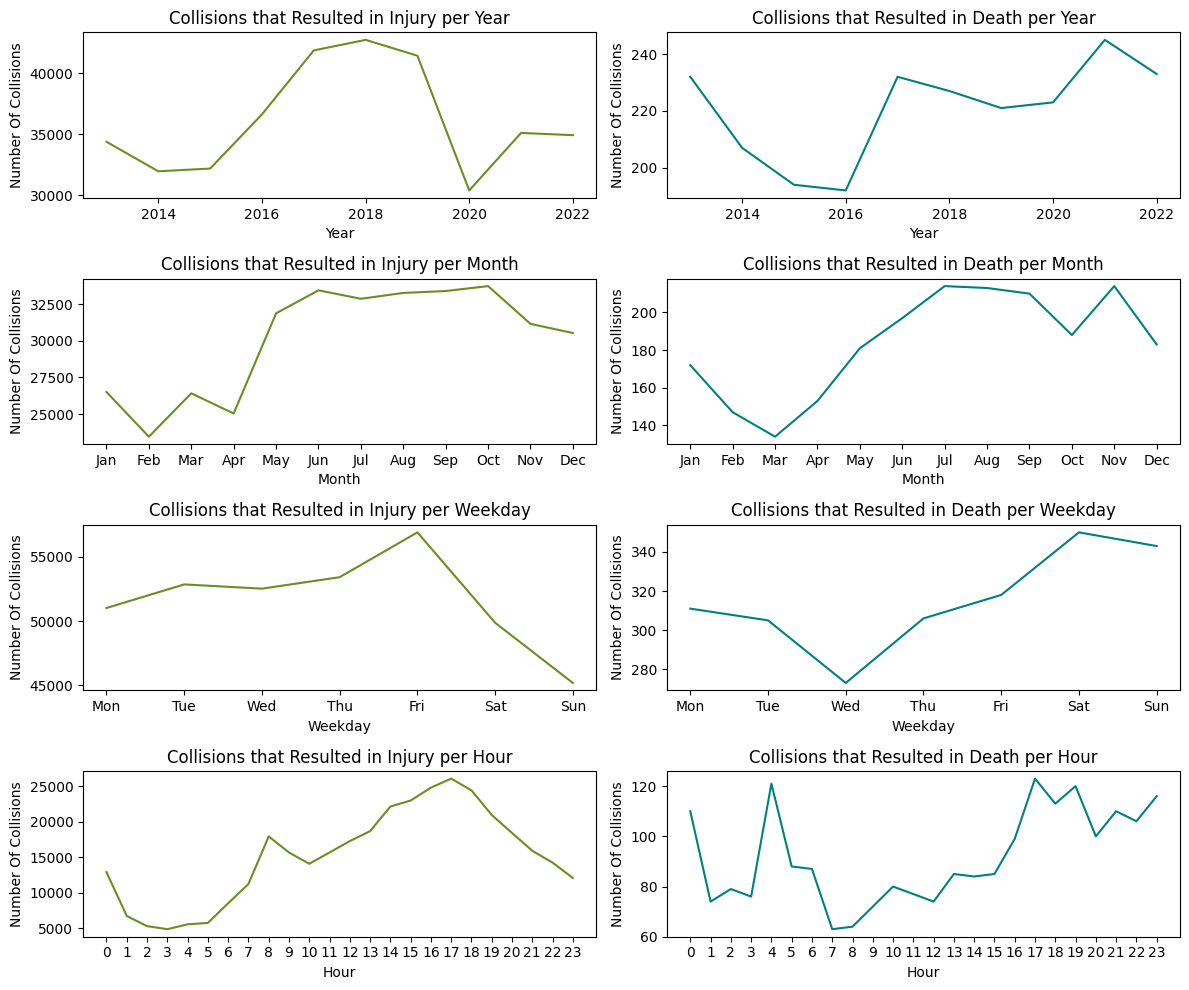 Collisions that Resulted in Injury per Year
Number Of Collisions
40000
35000
30000
2014 2016 2018 2020 2022
Year
Collisions that Resulted in Death per Year
Number Of Collisions
240
220
200
2014 2016 2018 2020 2022
Year
Collisions that Resulted in Injury per Month
Number Of Collisions
32500
30000
27500
25000
Jan Feb Mar Apr May Jun Jul Aug Sep Oct Nov Dec
Month
Collisions that Resulted in Death per Month
Number Of Collisions
200
180
160
140
Jan Feb Mar Apr May Jun Jul Aug Sep Oct Nov Dec
Month
Collisions that Resulted in Injury per Weekday
Number Of Collisions
55000
50000
45000
Mon Tue Wed Thu Fri Sat Sun
Weekday
Collisions that Resulted in Death per Weekday
Number Of Collisions
340
320
300
280
Mon Tue Wed Thu Fri Sat Sun
Weekday
Collisions that Resulted in Injury per Hour
Number Of Collisions
25000
20000
15000
10000
5000
0 1 2 3 4 5 6 7 8 9 10 11 12 13 14 15 16 17 18 19 20 21 22 23
Hour
Collisions that Resulted in Death per Hour
Number Of Collisions
120
100
80
60
0 1 2 3 4 5 6 7 8 9 10 11 12 13 14 15 16 17 18 19 20 21 22 23
Hour